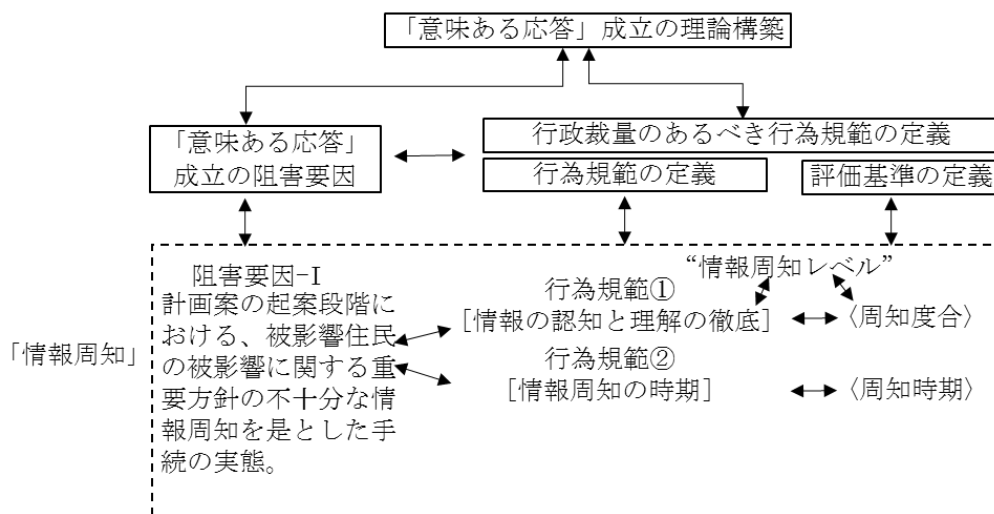 「意味ある応答」成立の理論構築
「意味ある応答」
成立の阻害要因
行政裁量のあるべき行為規範の定義
行為規範の定義
評価基準の定義
「情報周知」
阻害要因-I
計画案の起案段階に
おける、被影響住民
の被影響に関する重
要方針の不十分な情
報周知を是とした手
続の実態。
“情報周知レベル”
行為規範①
[情報の認知と理解の徹底]
〈周知度合〉
行為規範②
[情報周知の時期]
〈周知時期〉